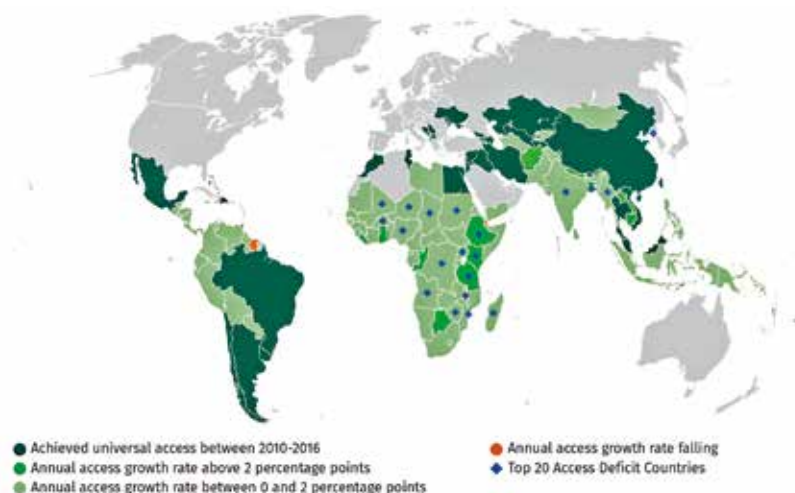 Achieved universal access between 2010-2016
Annual access growth rate above 2 percentage points
Annual access growth rate between 0 and 2 percentage points
Annual access growth rate falling
Top 20 Access Deficit Countries